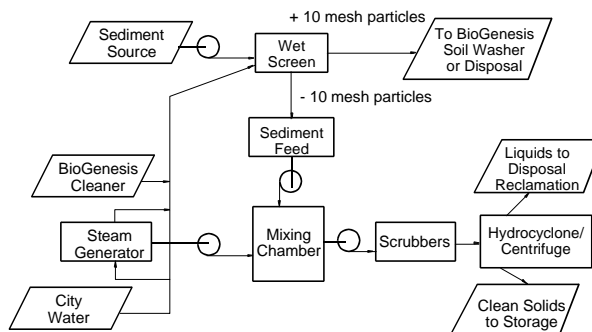 + 10 mesh particles
Sediment
Source
Wet
Screen
To BioGenesis
Soil Washer
or Disposal
- 10 mesh particles
Sediment
Feed
BioGenesis
Cleaner
Liquids to
Disposal
Reclamation
Steam
Generator
Mixing
Chamber
Scrubbers
Hydrocyclone/
Centrifuge
City
Water
Clean Solids
to Storage